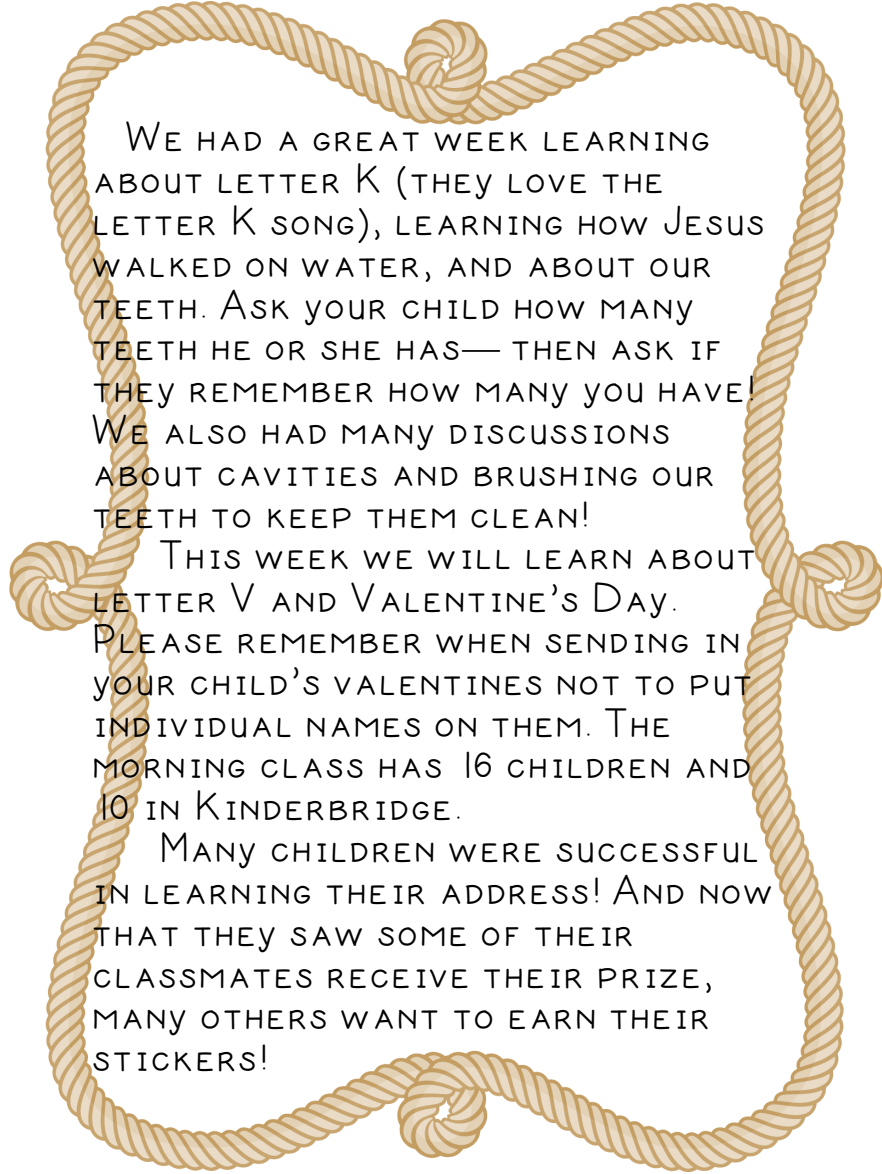 We had a great week learning
about letter K (they love the
letter K song), learning how Jesus
walked on water, and about our
teeth. Ask your child how many
teeth he or she has— then ask if
they remember how many you have!
We also had many discussions
about cavities and brushing our
teeth to keep them clean!
This week we will learn about
letter V and Valentine’s Day.
Please remember when sending in
your child’s valentines not to put
individual names on them. The
morning class has 16 children and
10 in Kinderbridge.
Many children were successful
in learning their address! And now
that they saw some of their
classmates receive their prize,
many others want to earn their
stickers!